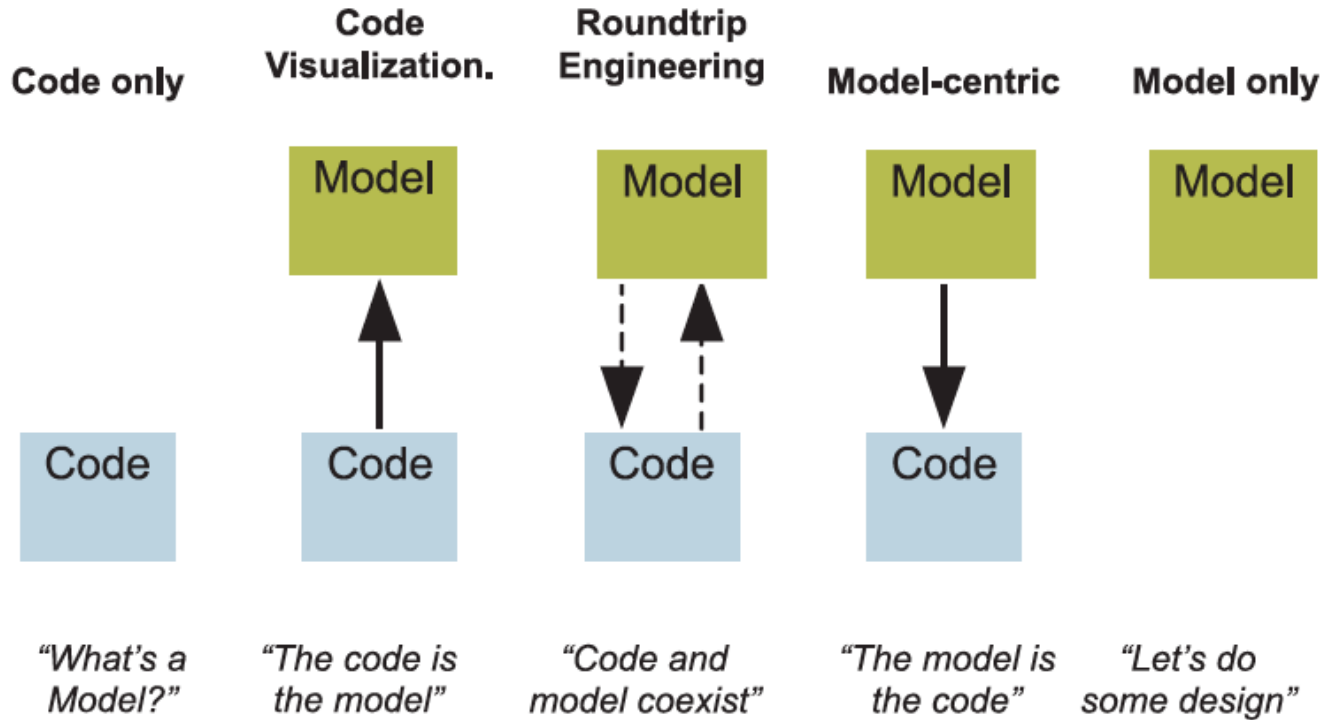 Code only
Code
Visualization.
Roundtrip
Engineering
Model-centric
Model only
Model
Model
Model
Model
Code
Code
Code
Code
“What’s a
Model?”
“The code is
the model”
“Code and
model coexist”
“The model is
the code”
“Let’s do
some design”